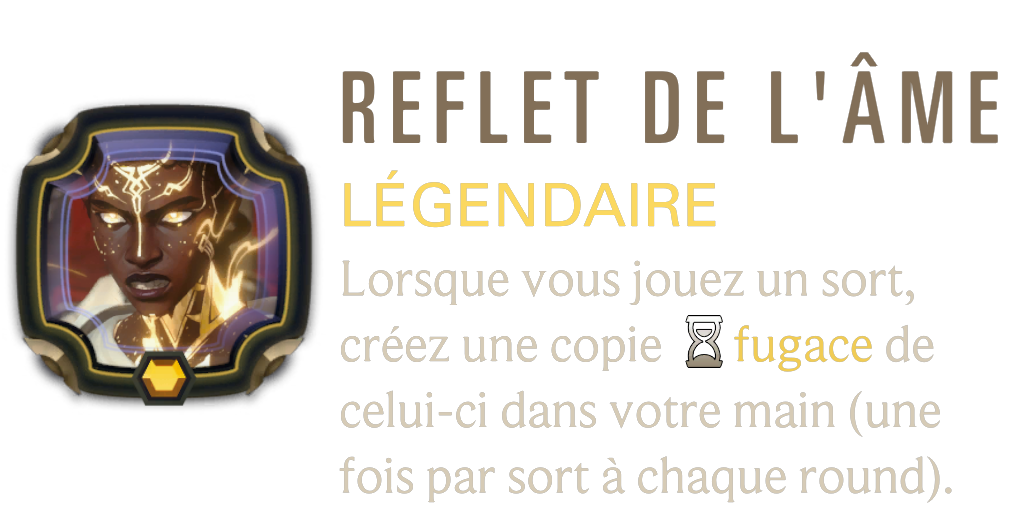 REFLET DE L'ÂME
LÉGENDAIRE
Lorsque vous jouez un sort,
créez une copie fugace de
celui-ci dans votre main (une
fois par sort à chaque round).